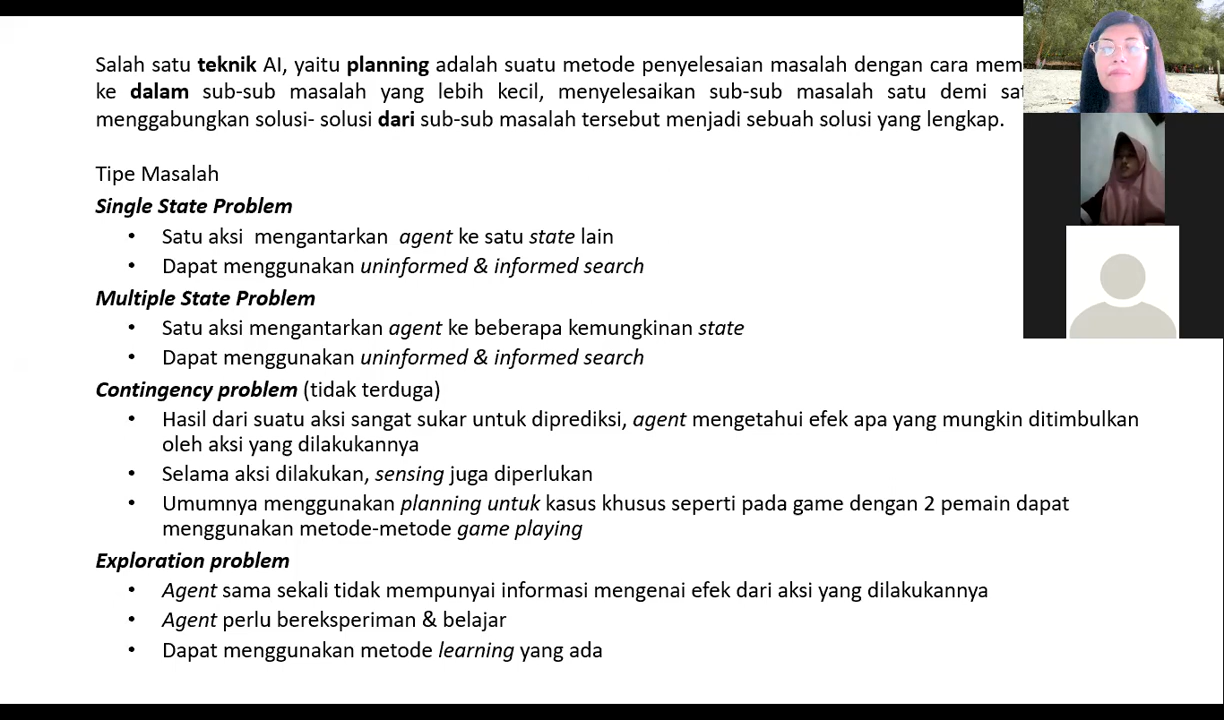 Salah satu teknik AI, yaitu planning adalah suatu metode penyelesaian masalah dengan cara
ke dalam sub-sub masalah yang lebih kecil, menyelesaikan sub-sub masalah satu demi
menggabungkan solusi- solusi dari sub-sub masalah tersebut menjadi sebuah solusi yang lengkap.
Tipe Masalah
Single State Problem
• Satu aksi mengantarkan agent ke satu state lain
• Dapat menggunakan uninformed & informed search
Multiple State Problem
• Satu aksi mengantarkan agent ke beberapa kemungkinan state
• Dapat menggunakan uninformed & informed search
Contingency problem (tidak terduga)
• Hasil dari suatu aksi sangat sukar untuk diprediksi, agent mengetahui efek apa yang mungkin ditimbulkan
oleh aksi yang dilakukannya
• Selama aksi dilakukan, sensing juga diperlukan
• Umumnya menggunakan planning untuk kasus khusus seperti pada game dengan 2 pemain dapat
menggunakan metode-metode game playing
Exploration problem
• Agent sama sekali tidak mempunyai informasi mengenai efek dari aksi yang dilakukannya
• Agent perlu bereksperiman & belajar
• Dapat menggunakan metode learning yang ada